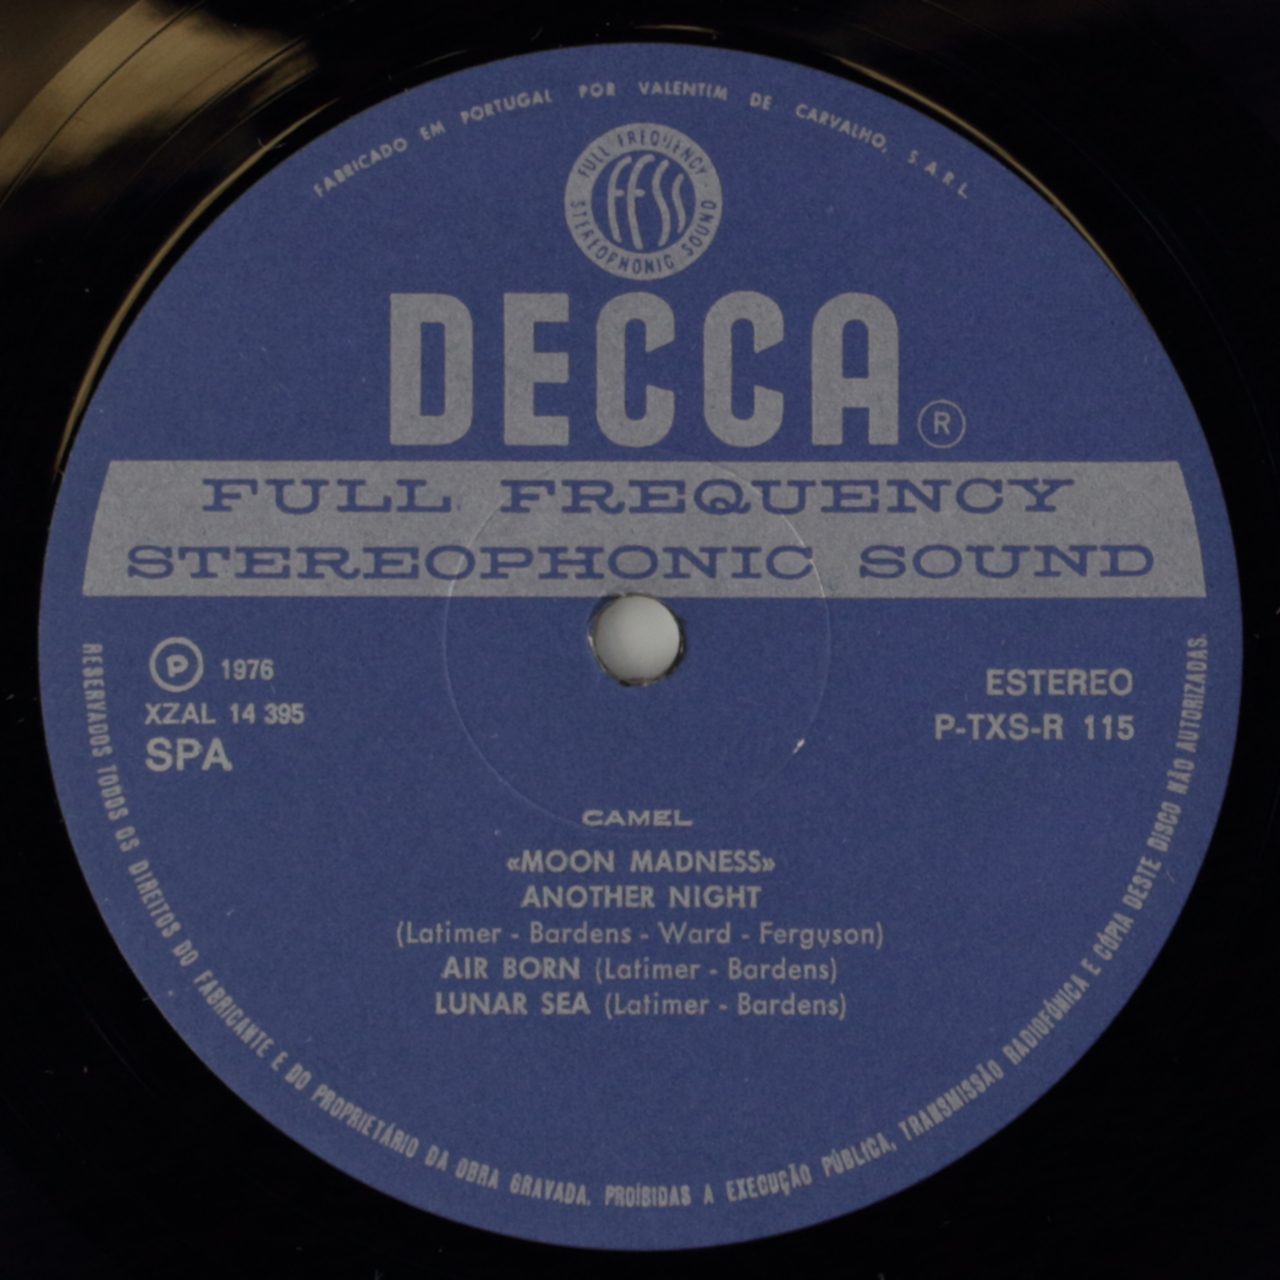 FABRICADO EM PORTUGAL POR VALENTIM DE CARVALHO, S.A.R.L.
FULL FREQUENCY
STEREOPHONIC SOUND
FFSS
DECCA ®
FULL FREQUENCY
STEREOPHONIC SOUND
Ⓟ 1976
XZAL 14 395
SPA
ESTEREO
P-TXS-R 115
CAMEL
«MOON MADNESS»
ANOTHER NIGHT
(Latimer - Bardens - Ward - Ferguson)
AIR BORN (Latimer - Bardens)
LUNAR SEA (Latimer - Bardens)
RESERVADOS TODOS OS DIREITOS DO FABRICANTE E DO PROPRIETÁRIO DA OBRA GRAVADA. PROÍBIDAS A EXECUÇÃO PÚBLICA, TRANSMISSÃO RADIOFÓNICA E CÓPIA DESTE DISCO NÃO AUTORIZADAS.